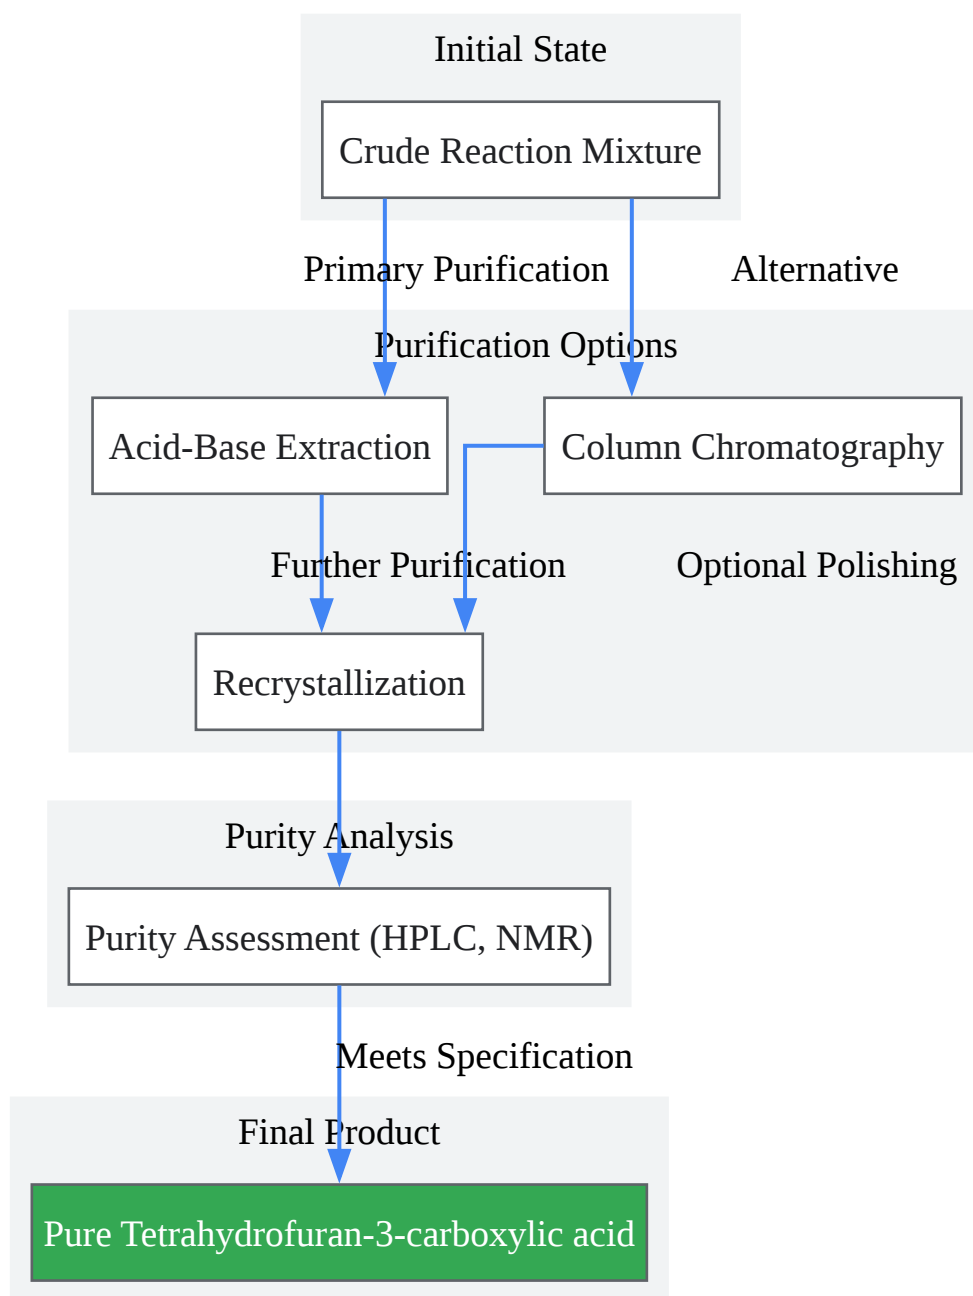 Initial State
Crude Reaction Mixture
Primary Purification
Alternative
Purification Options
Acid-Base Extraction
Column Chromatography
Further Purification
Optional Polishing
Recrystallization
Purity Analysis
Purity Assessment (HPLC, NMR)
Meets Specification
Final Product
Pure Tetrahydrofuran-3-carboxylic acid